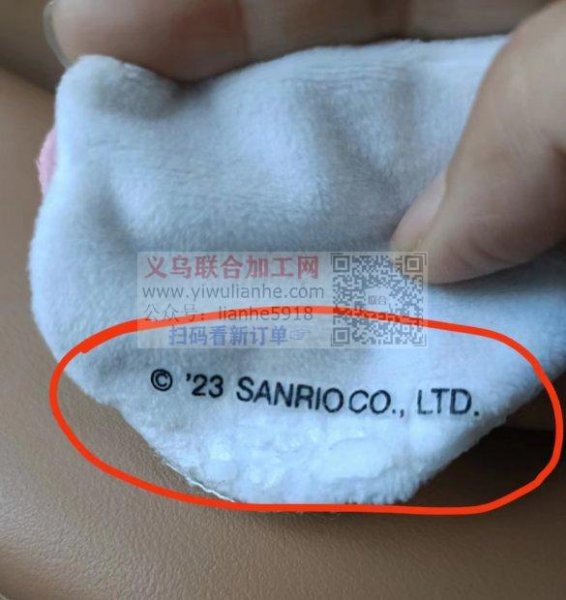 义乌联合加工网
www.yiwulianhe.com
公众号：lianhe5918
扫码看新订单
© '23 SANRIO CO., LTD.